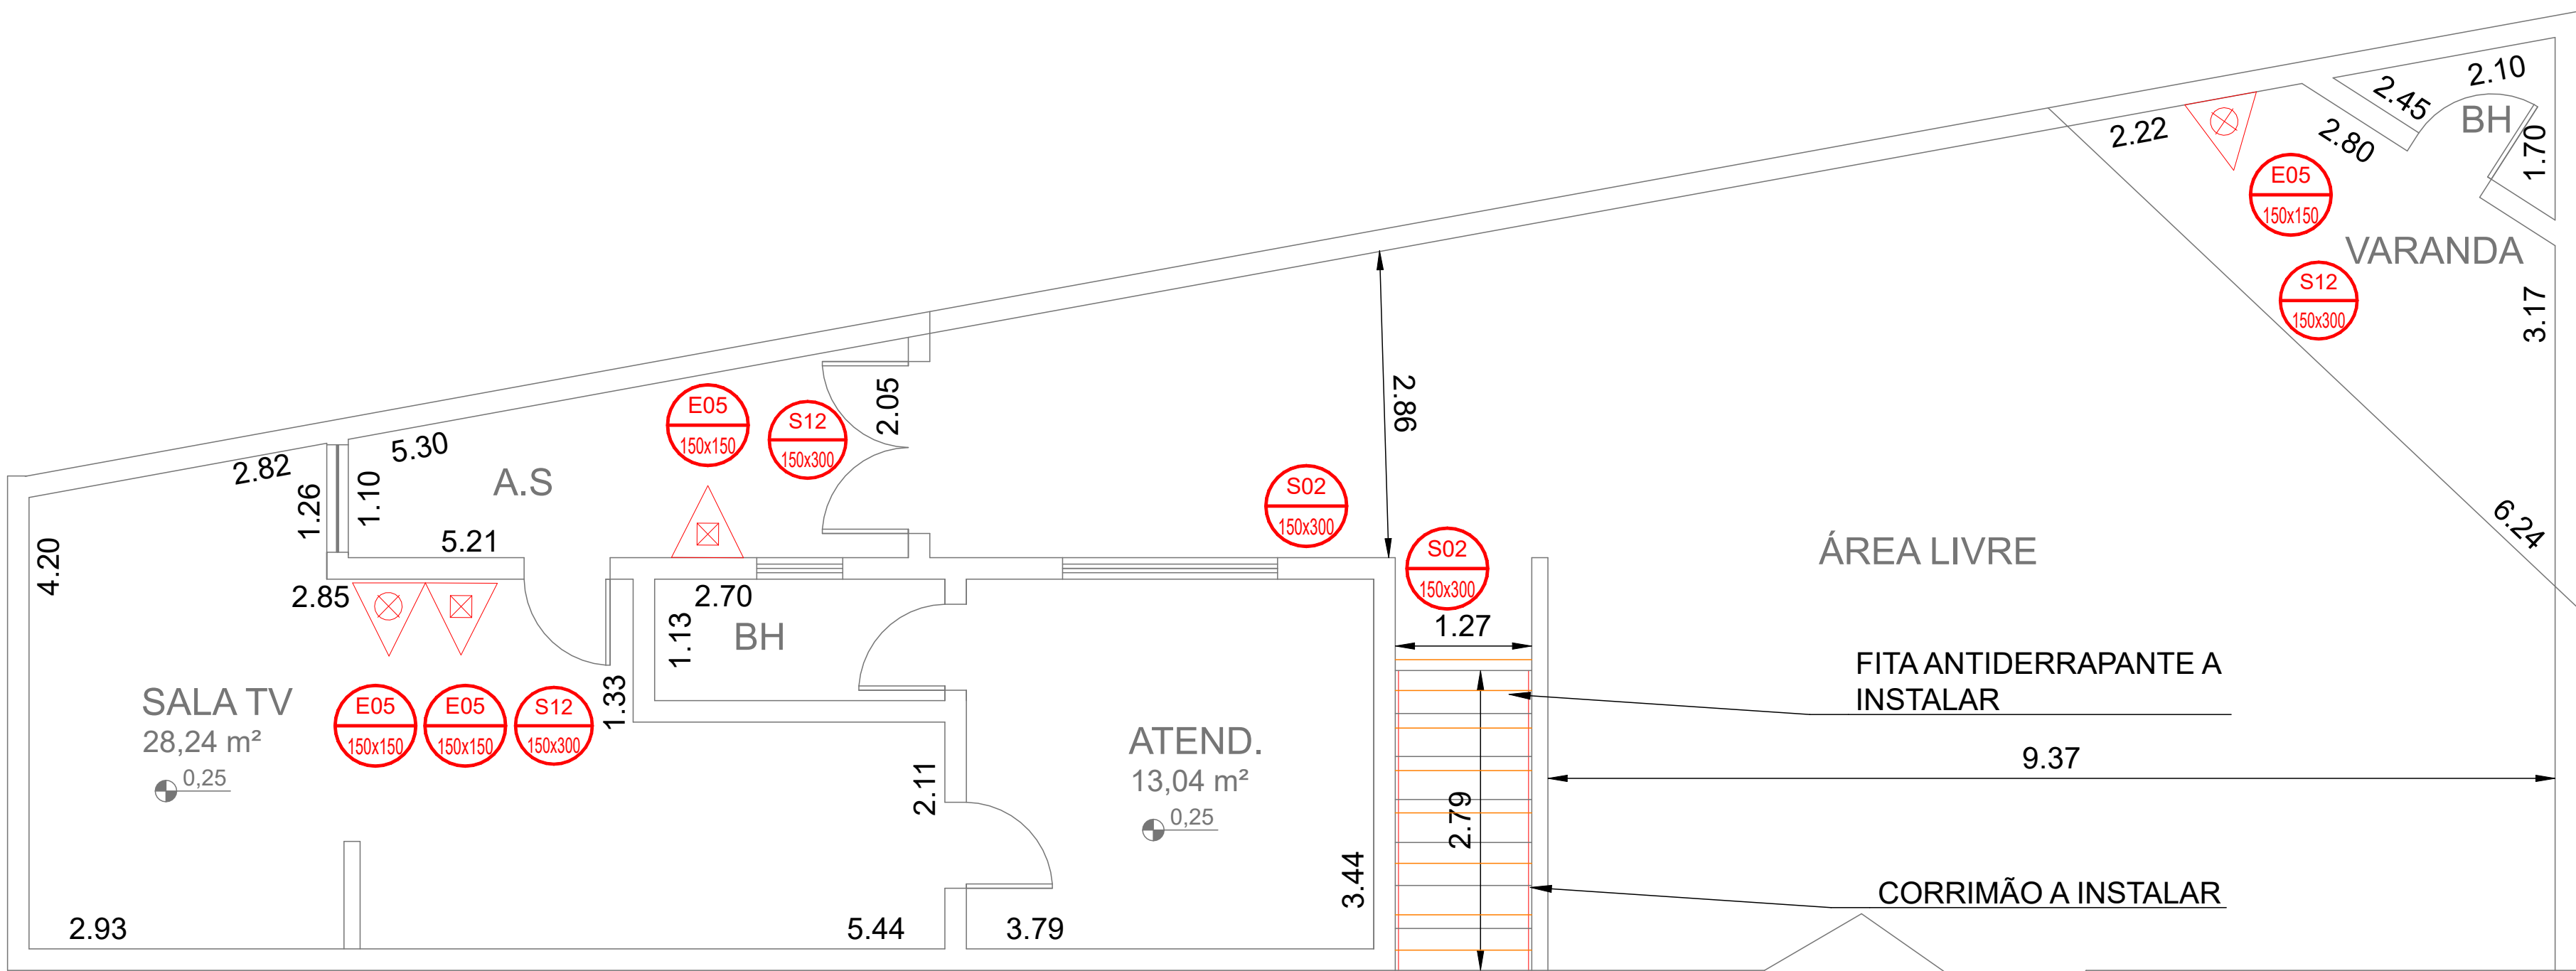 2.10
2.45
BH
1.70
2.22
2.80
E05
150x150
VARANDA
S12
150x300
3.17
6.24
2.86
2.05
E05
150x150
S12
150x300
5.30
A.S
2.82
1.26
1.10
5.21
4.20
2.85
S02
150x300
S02
150x300
1.27
ÁREA LIVRE
2.70
1.13
BH
1.33
SALA TV
28,24 m²
0,25
E05
150x150
E05
150x150
S12
150x300
FITA ANTIDERRAPANTE A
INSTALAR
ATEND.
13,04 m²
0,25
2.11
2.79
9.37
3.44
CORRIMÃO A INSTALAR
2.93
5.44
3.79